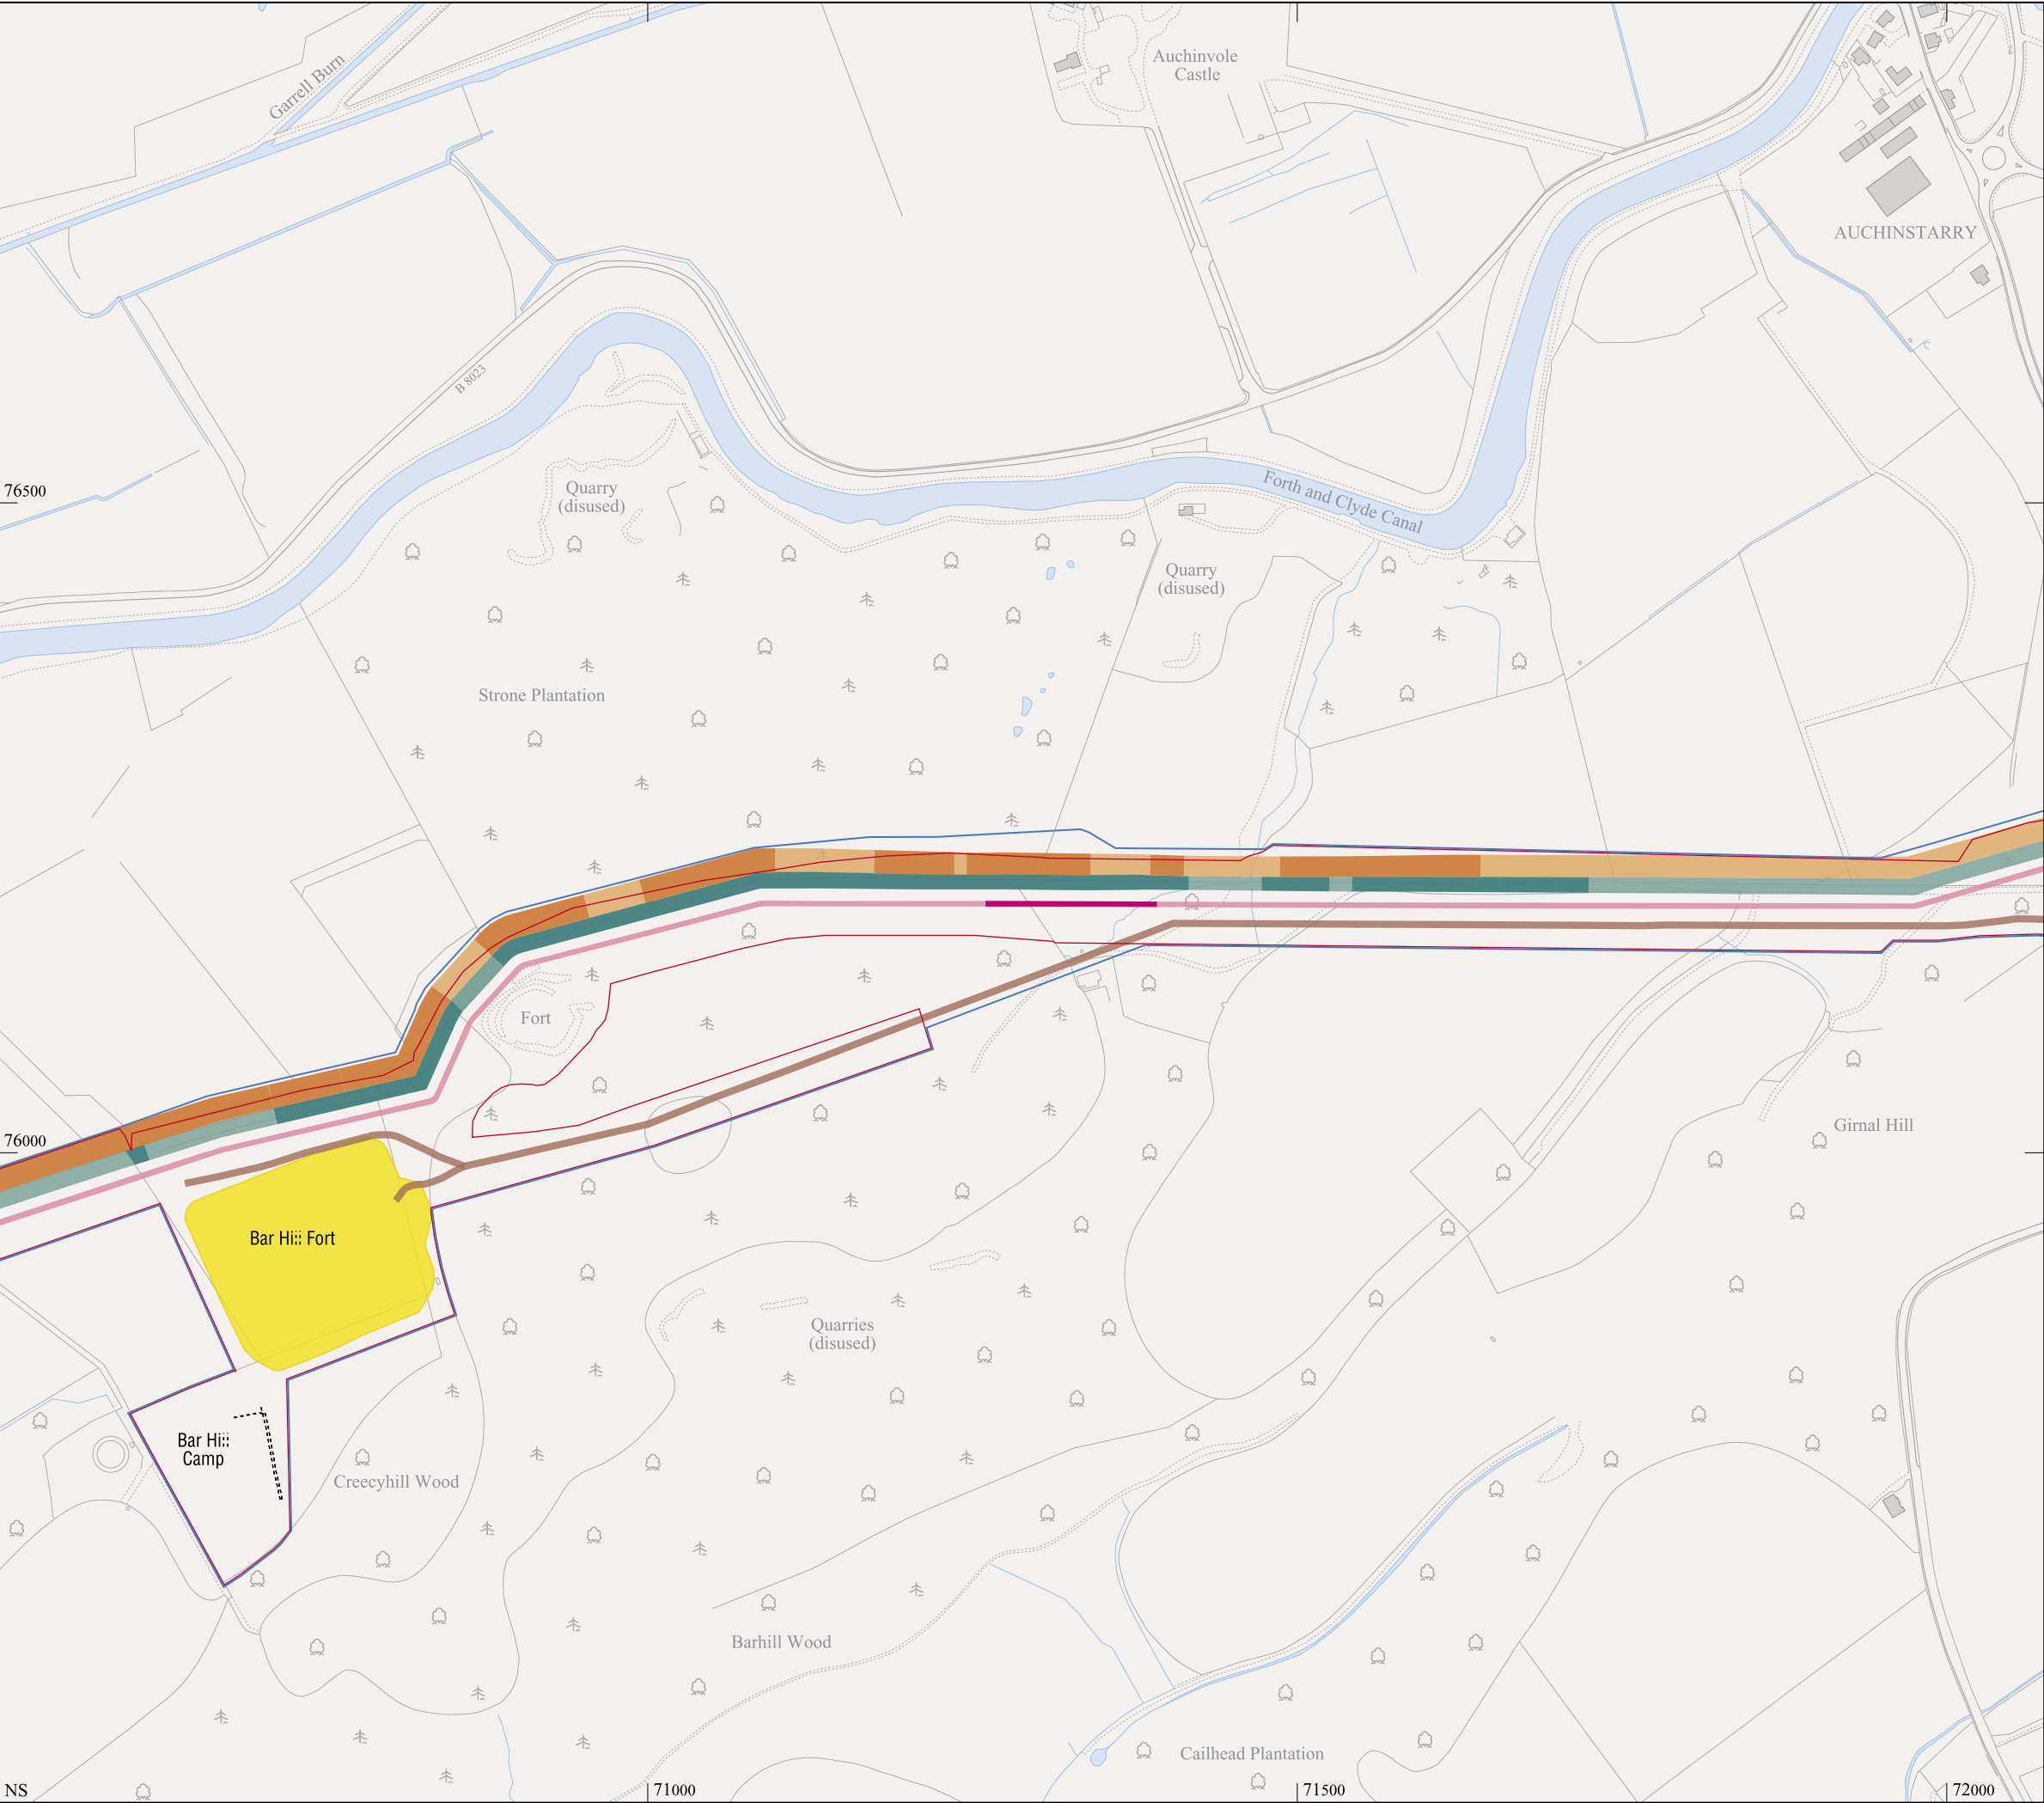 Garrell Burn
Auchinvole
Castle
AUCHINSTARRY
B 8023
76500
Quarry
(disused)
Forth and Clyde Canal
Quarry
(disused)
Strone Plantation
Fort
76000
Girnal Hill
Bar Hill Fort
Quarries
(disused)
Bar Hill
Camp
Creecyhill Wood
Barhill Wood
Cailhead Plantation
NS
71000
71500
72000